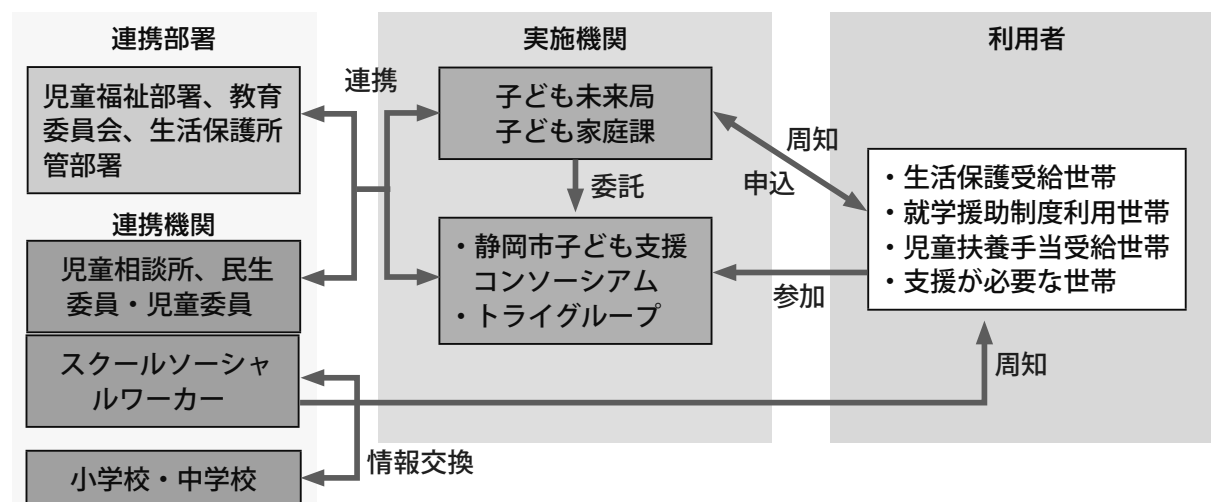 連携部署
児童福祉部署、教育
委員会、生活保護所
管部署
連携機関
児童相談所、民生
委員・児童委員
スクールソーシャ
ルワーカー
小学校・中学校
連携
情報交換
実施機関
子ども未来局
子ども家庭課
委託
・静岡市子ども支援
コンソーシアム
・トライグループ
周知
申込
参加
周知
利用者
・生活保護受給世帯
・就学援助制度利用世帯
・児童扶養手当受給世帯
・支援が必要な世帯